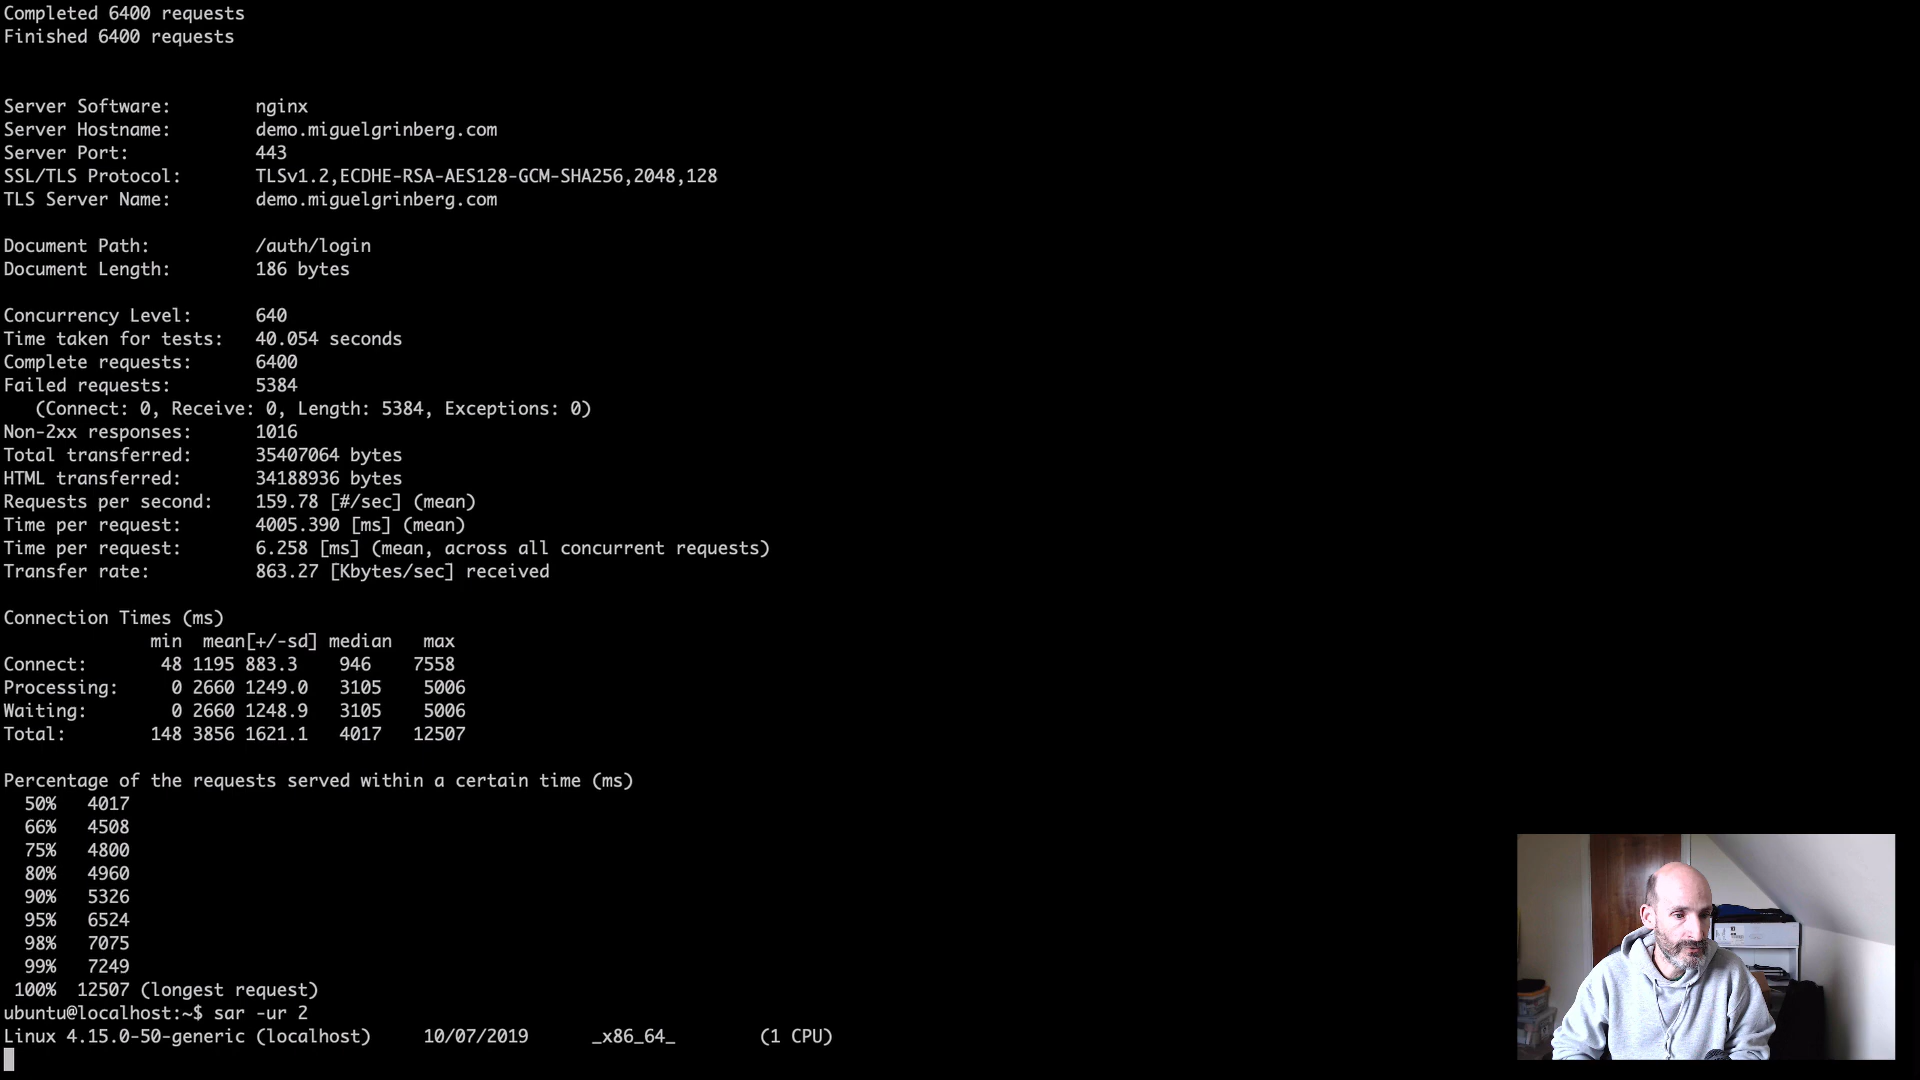 Completed 6400 requests
Finished 6400 requests
Server Software:        nginx
Server Hostname:        demo.miguelgrinberg.com
Server Port:            443
SSL/TLS Protocol:       TLSv1.2,ECDHE-RSA-AES128-GCM-SHA256,2048,128
TLS Server Name:        demo.miguelgrinberg.com
Document Path:          /auth/login
Document Length:        186 bytes
Concurrency Level:      640
Time taken for tests:   40.054 seconds
Complete requests:      6400
Failed requests:        5384
   (Connect: 0, Receive: 0, Length: 5384, Exceptions: 0)
Non-2xx responses:      1016
Total transferred:      35407064 bytes
HTML transferred:       34188936 bytes
Requests per second:    159.78 [#/sec] (mean)
Time per request:       4005.390 [ms] (mean)
Time per request:       6.258 [ms] (mean, across all concurrent requests)
Transfer rate:          863.27 [Kbytes/sec] received
Connection Times (ms)
              min  mean[+/-sd] median   max
Connect:       48 1195 883.3    946    7558
Processing:     0 2660 1249.0   3105    5006
Waiting:        0 2660 1248.9   3105    5006
Total:        148 3856 1621.1   4017   12507
Percentage of the requests served within a certain time (ms)
  50%   4017
  66%   4508
  75%   4800
  80%   4960
  90%   5326
  95%   6524
  98%   7075
  99%   7249
 100%  12507 (longest request)
ubuntu@localhost:~$ sar -ur 2
Linux 4.15.0-50-generic (localhost)     10/07/2019      _x86_64_        (1 CPU)